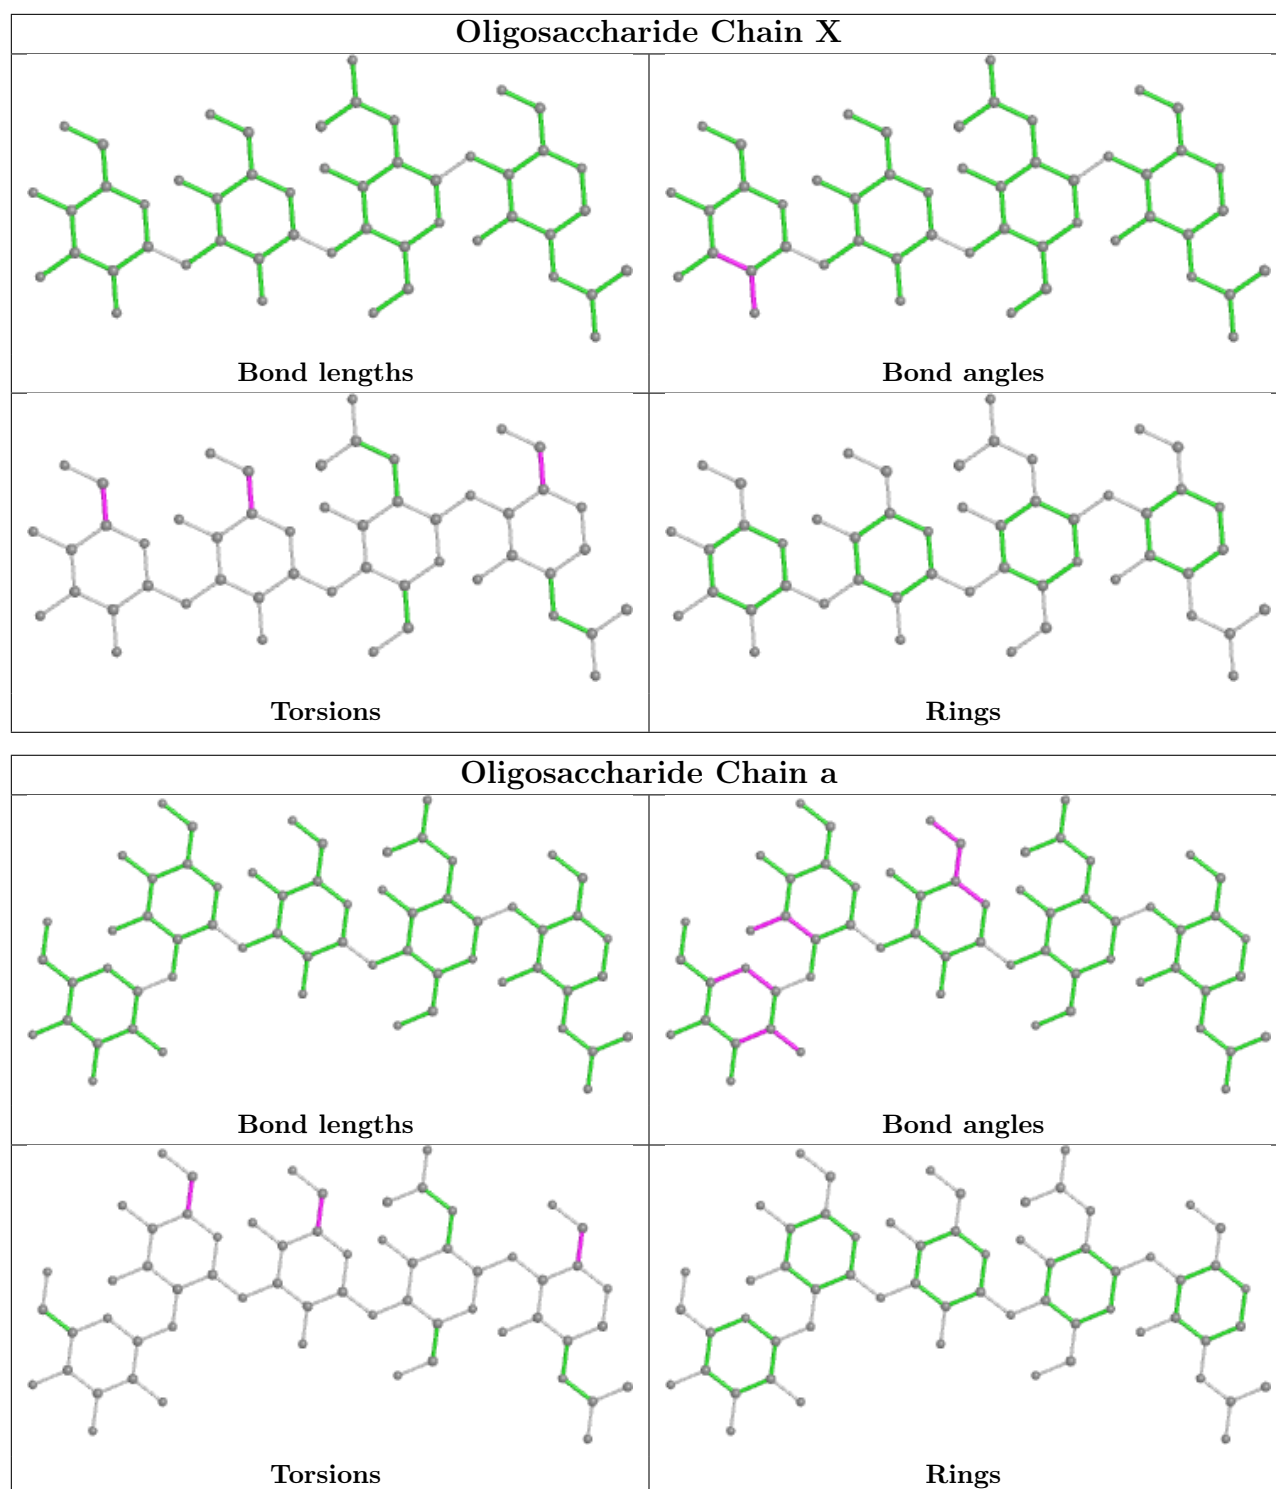 Oligosaccharide Chain X
Bond lengths
Bond angles
Torsions
Rings
Oligosaccharide Chain a
Bond lengths
Bond angles
Torsions
Rings